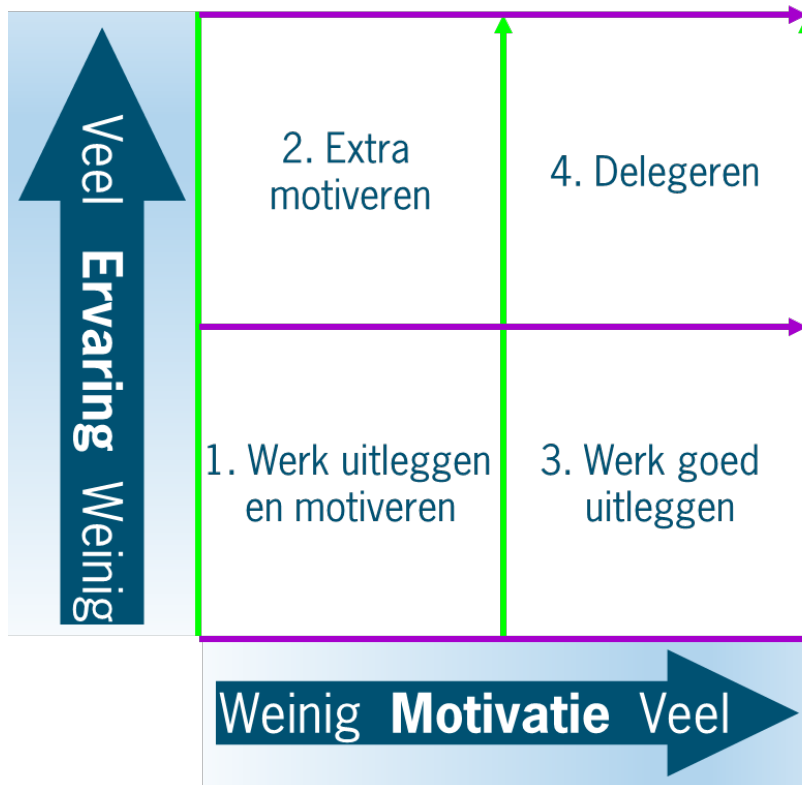 Veel Ervaring Weinig
2. Extra
motiveren
4. Delegeren
1. Werk uitleggen
en motiveren
3. Werk goed
uitleggen
Weinig Motivatie Veel